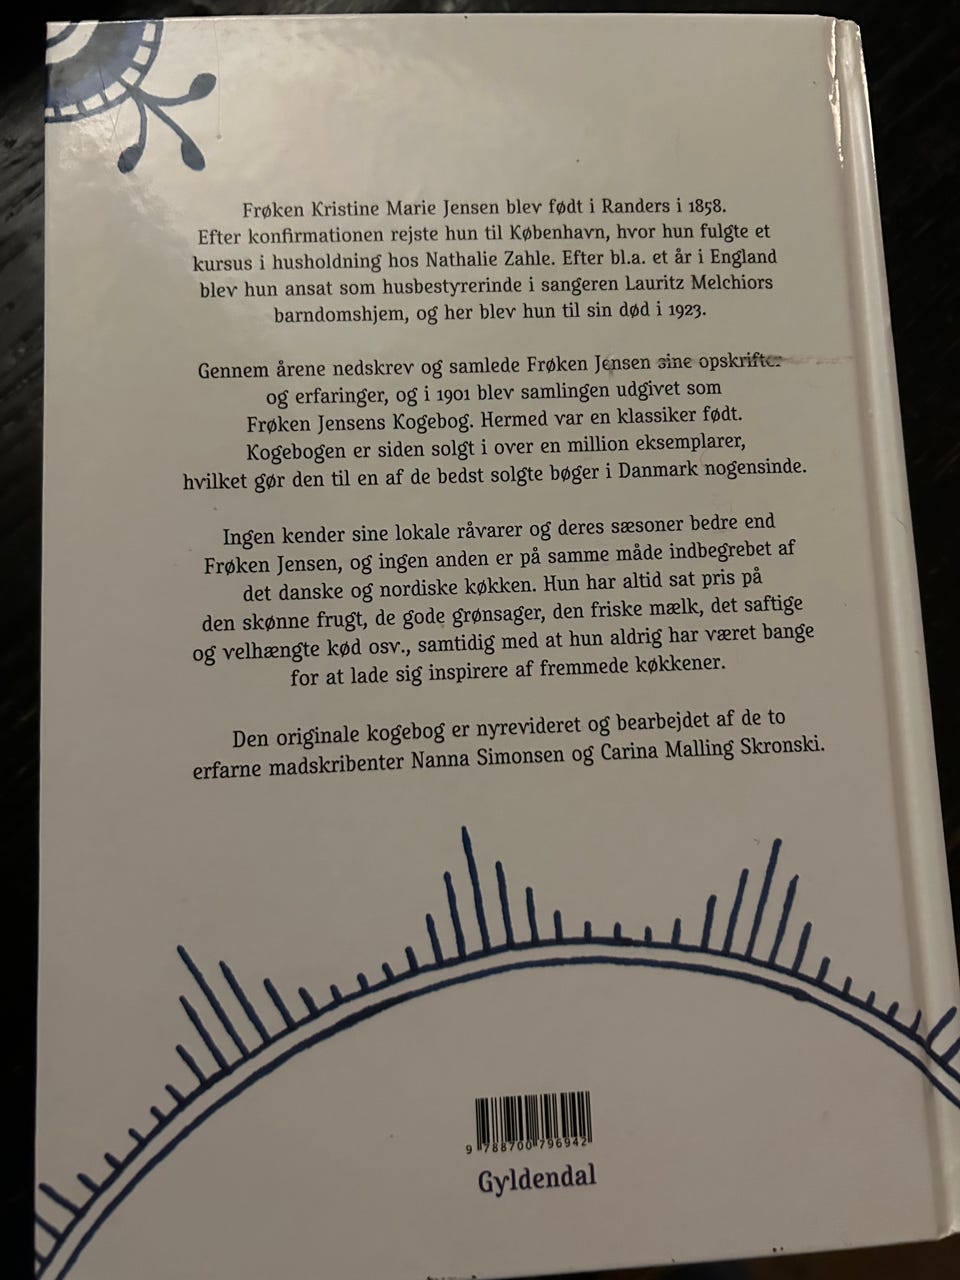 Frøken Kristine Marie Jensen blev født i Randers i 1858.
Efter konfirmationen rejste hun til København, hvor hun fulgte et
kursus i husholdning hos Nathalie Zahle. Efter bl.a. et år i England
blev hun ansat som husbestyrerinde i sangeren Lauritz Melchiors
barndomshjem, og her blev hun til sin død i 1923.
Gennem årene nedskrev og samlede Frøken Jensen sine opskrifter
og erfaringer, og i 1901 blev samlingen udgivet som
Frøken Jensens Kogebog. Hermed var en klassiker født.
Kogebogen er siden solgt i over en million eksemplarer,
hvilket gør den til en af de bedst solgte bøger i Danmark nogensinde.
Ingen kender sine lokale råvarer og deres sæsoner bedre end
Frøken Jensen, og ingen anden er på samme måde indbegrebet af
det danske og nordiske køkken. Hun har altid sat pris på
den skønne frugt, de gode grønsager, den friske mælk, det saftige
og velhængte kød osv., samtidig med at hun aldrig har været bange
for at lade sig inspirere af fremmede køkkener.
Den originale kogebog er nyrevideret og bearbejdet af de to
erfarne madskribenter Nanna Simonsen og Carina Malling Skronski.
9 788700 796942
Gyldendal